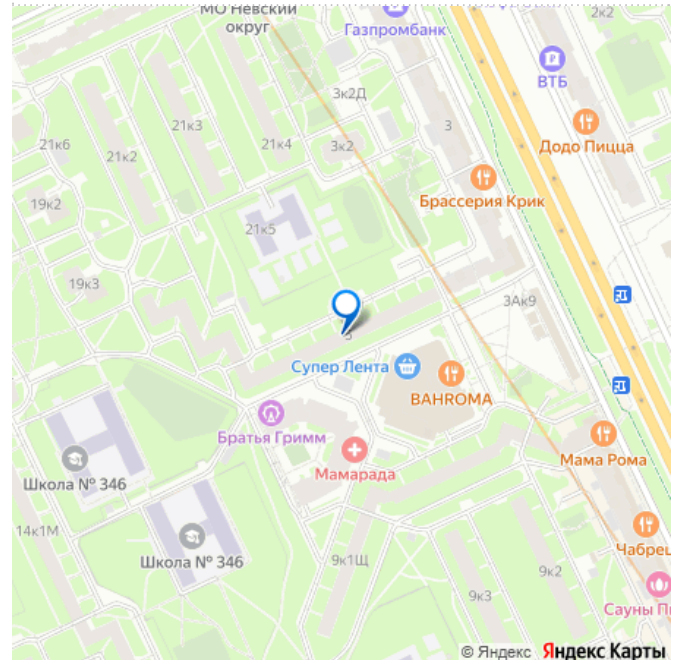 МО Невский
округ
Газпромбанк
2к2
ВТБ
3к2Д
21к3
3
21к6
21к2
21к4
3к2
Додо Пицца
Брассерия Крик
19к2
21к5
19к3
3Ак9
5
Супер Лента
BAHROMA
Братья Гримм
Мама Рома
Школа № 346
Мамарада
14к1М
Школа № 346
9к1Щ
9к2
Чабрец
9к3
Сауны П
© Яндекс Яндекс Карты